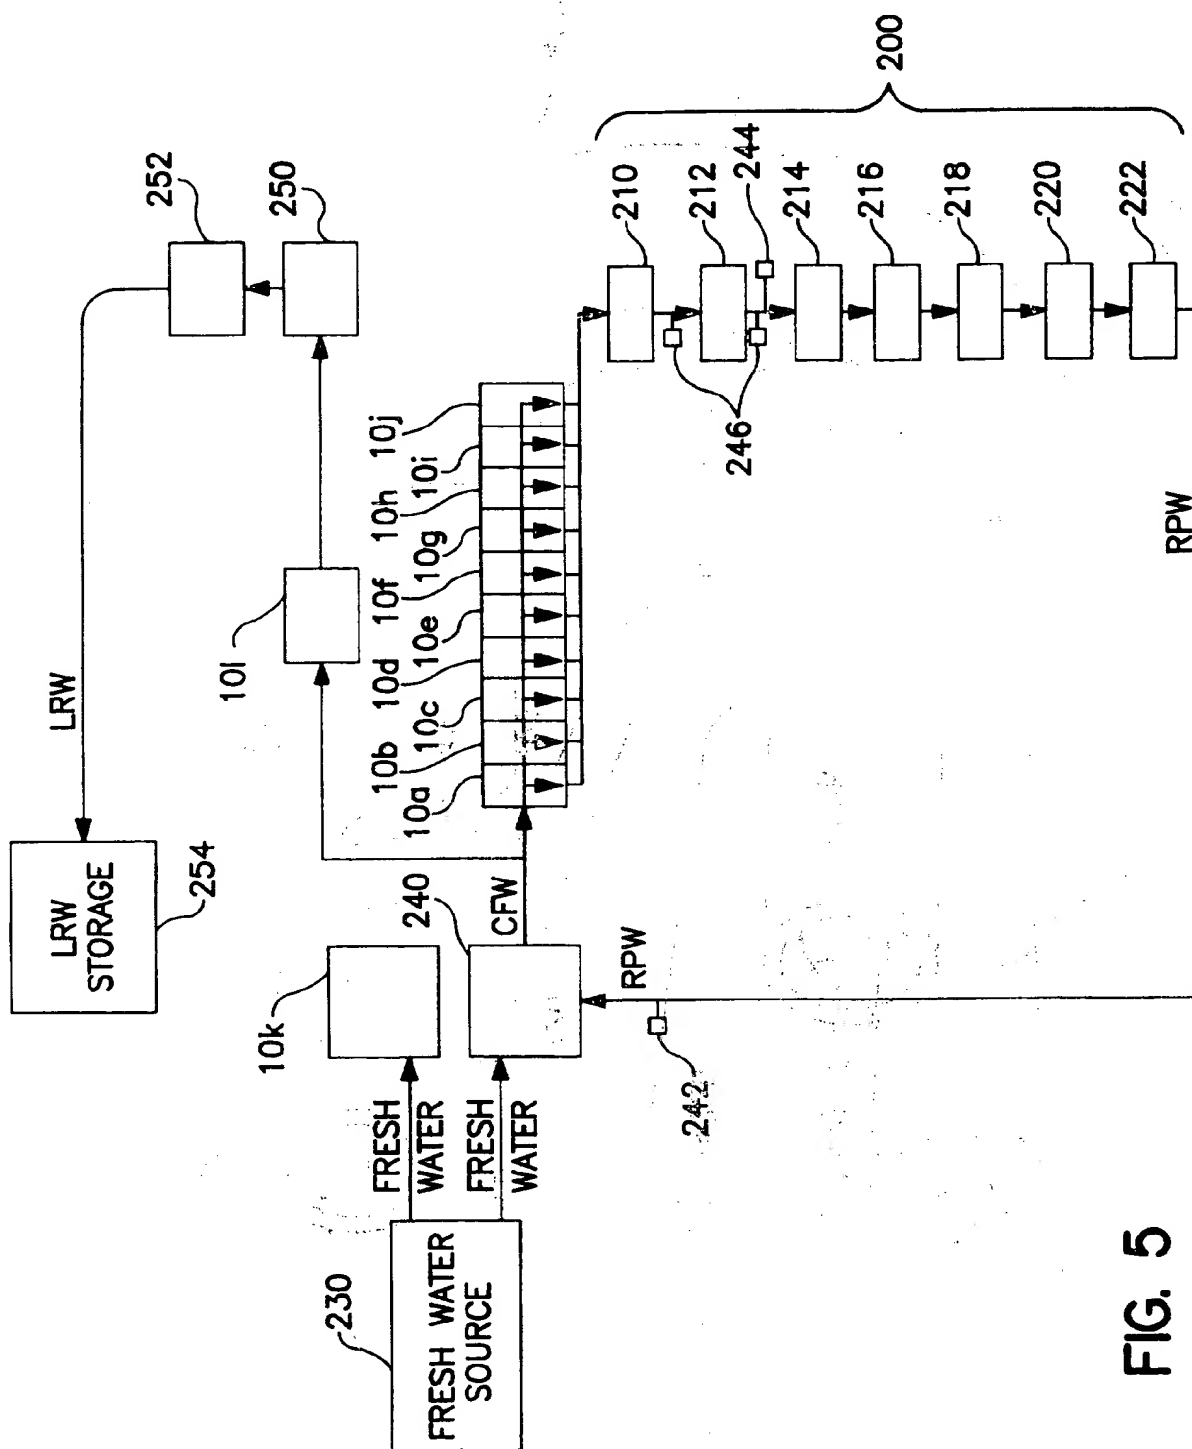 LRW
STORAGE
254
LRW
252
250
10l
10k
FRESH
WATER
FRESH
WATER
230
FRESH WATER
SOURCE
240
CFW
10a
10b
10c
10d
10e
10f
10g
10h
10i
10j
RPW
242
246
244
210
212
214
216
218
220
222
200
RPW
FIG. 5